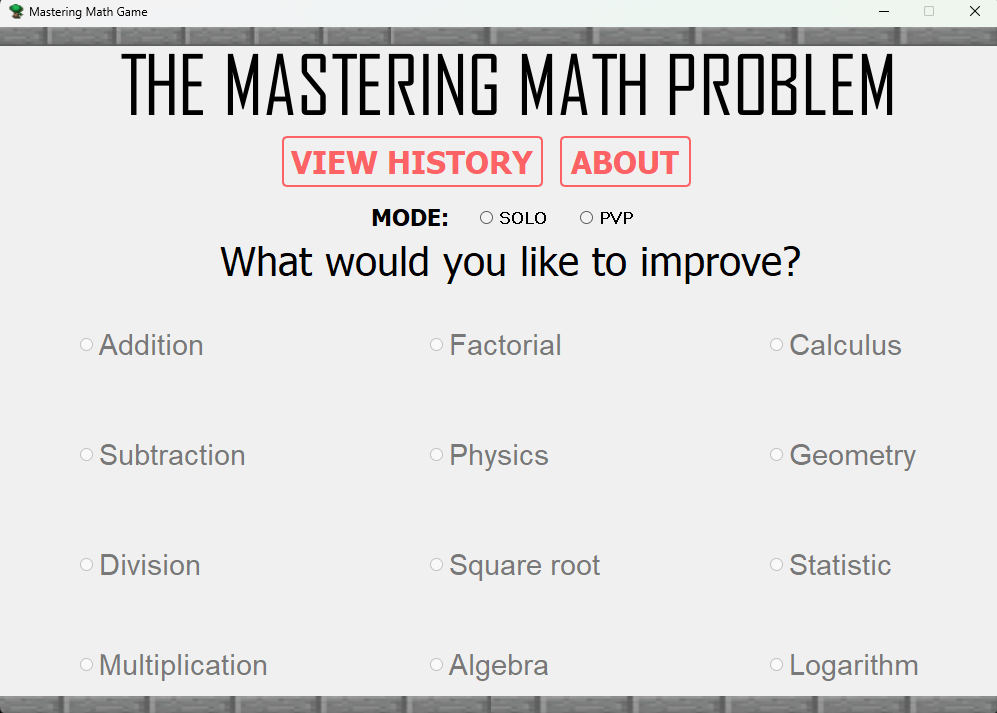 Mastering Math Game
THE MASTERING MATH PROBLEM
VIEW HISTORY ABOUT
MODE: SOLO PVP
What would you like to improve?
Addition Factorial Calculus
Subtraction Physics Geometry
Division Square root Statistic
Multiplication Algebra Logarithm